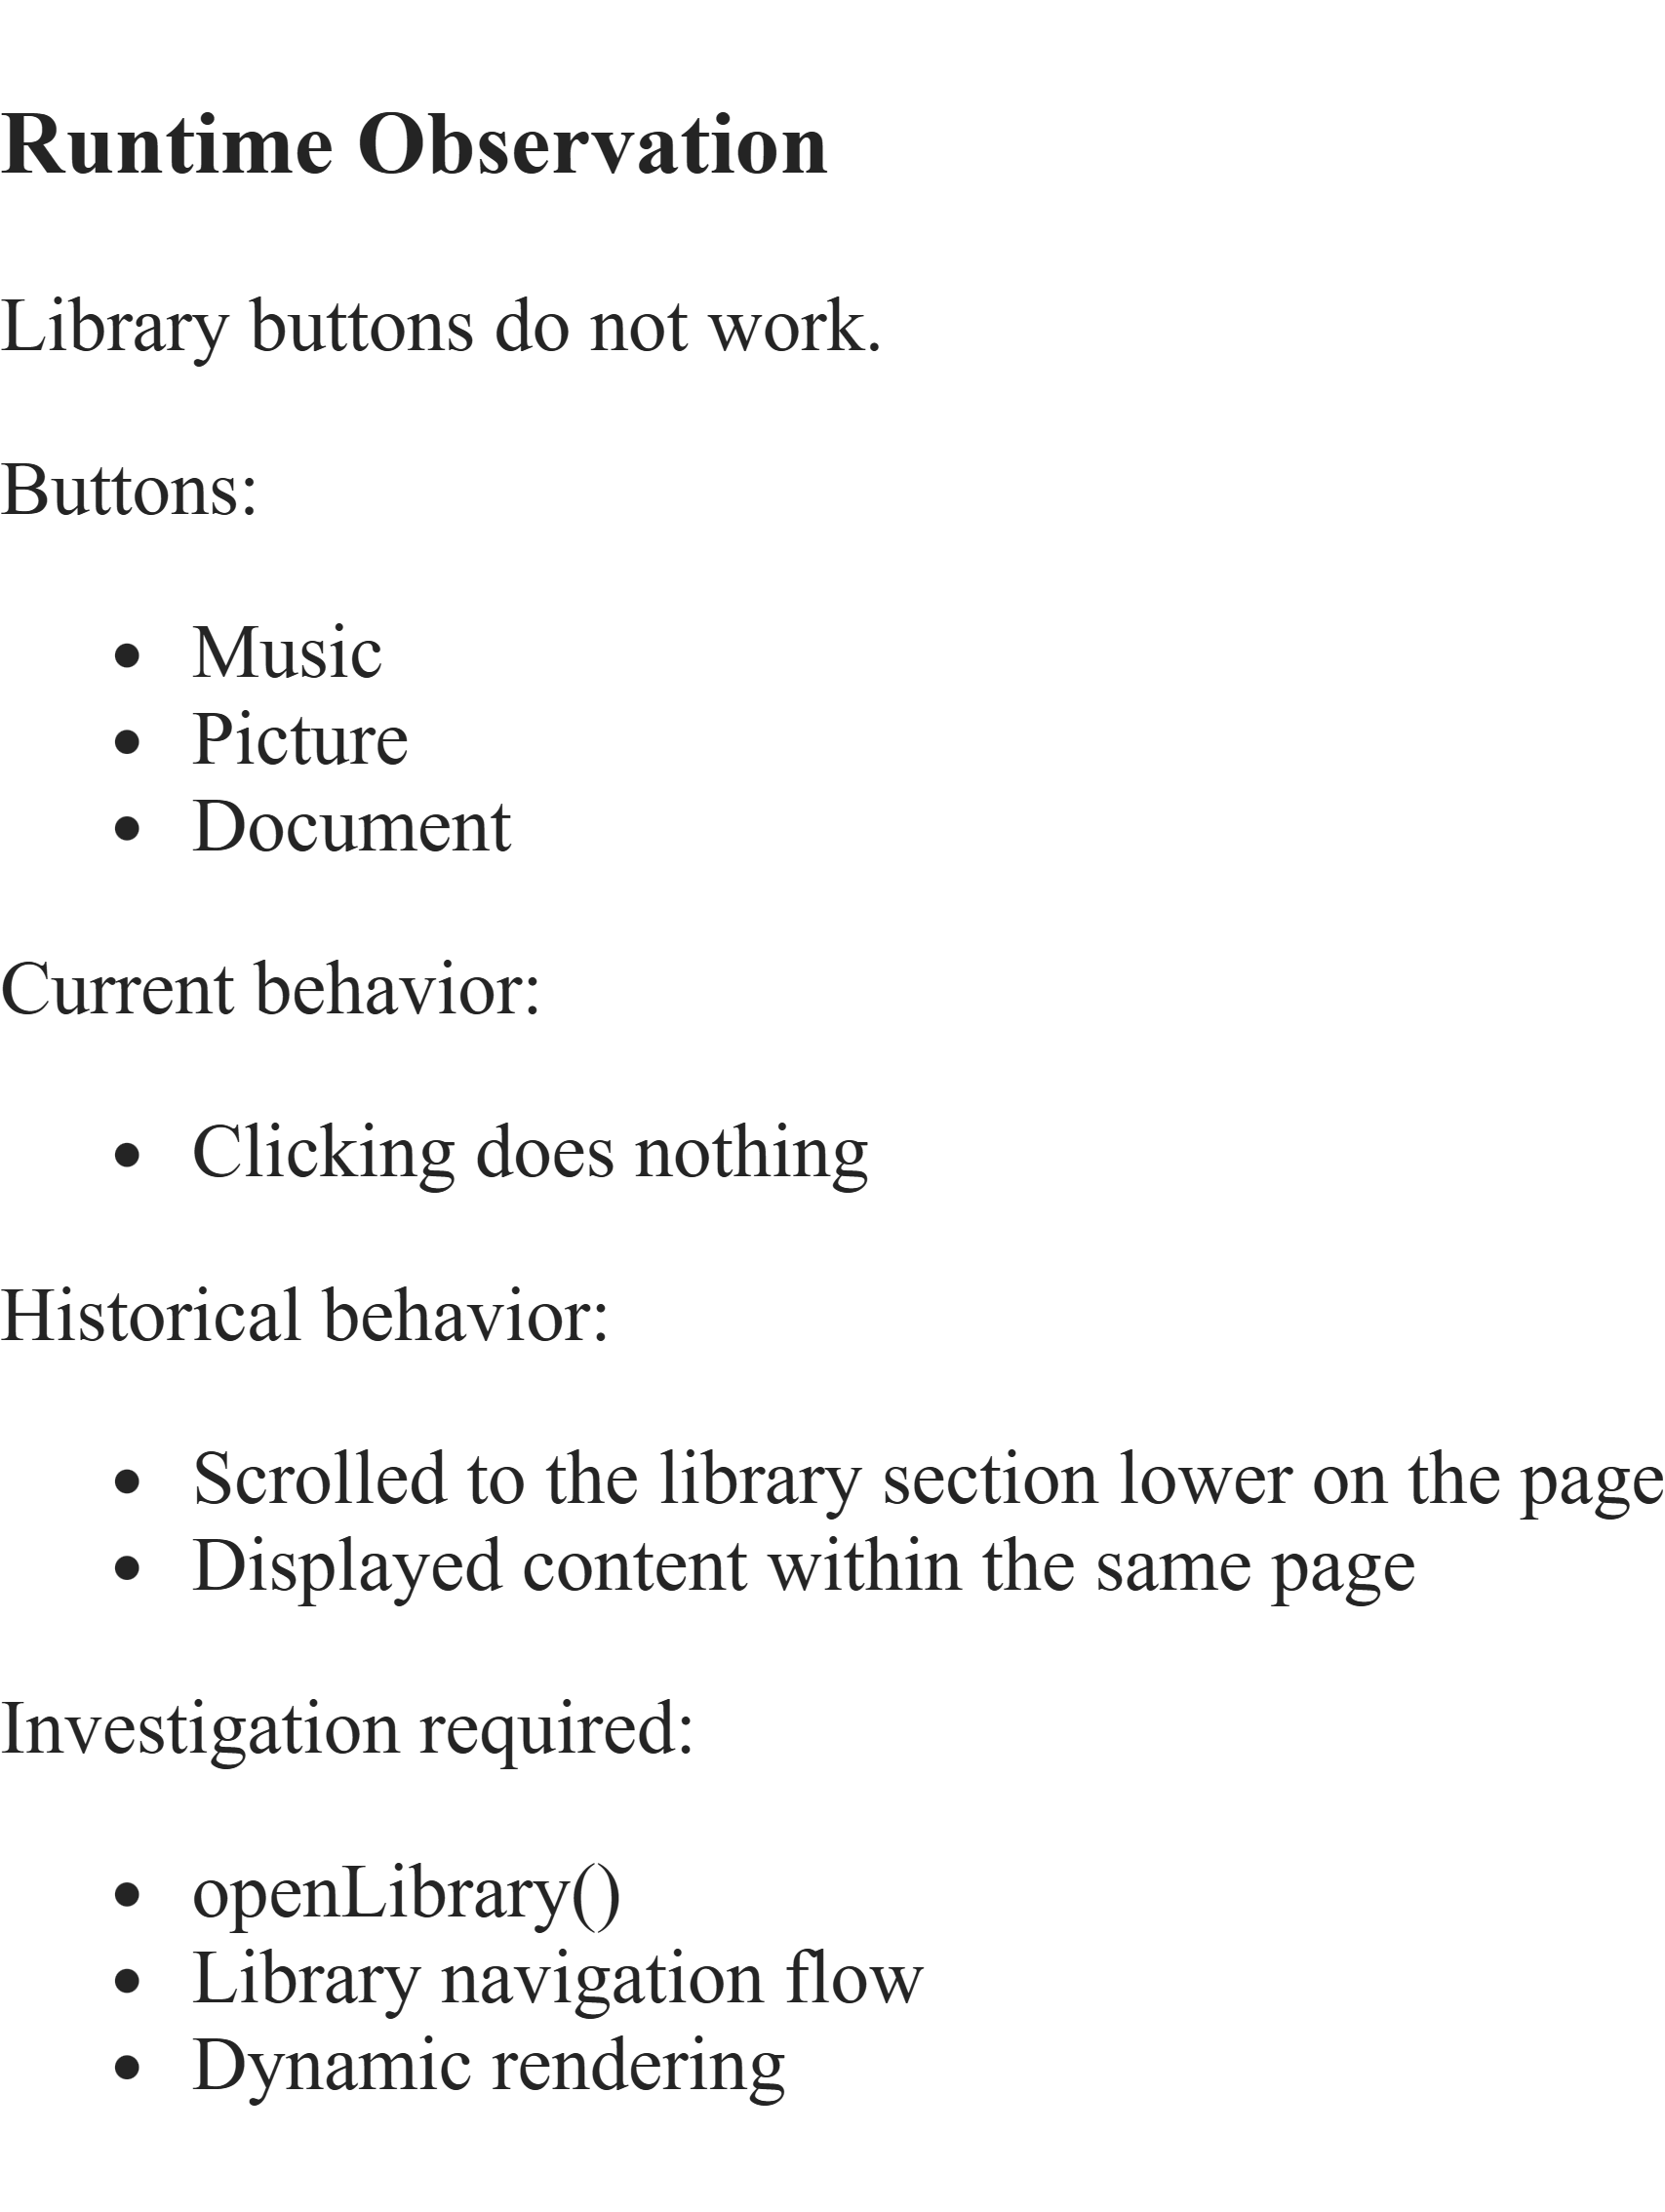 Runtime Observation
Library buttons do not work.
Buttons:
• Music
• Picture
• Document
Current behavior:
• Clicking does nothing
Historical behavior:
• Scrolled to the library section lower on the page
• Displayed content within the same page
Investigation required:
• openLibrary()
• Library navigation flow
• Dynamic rendering